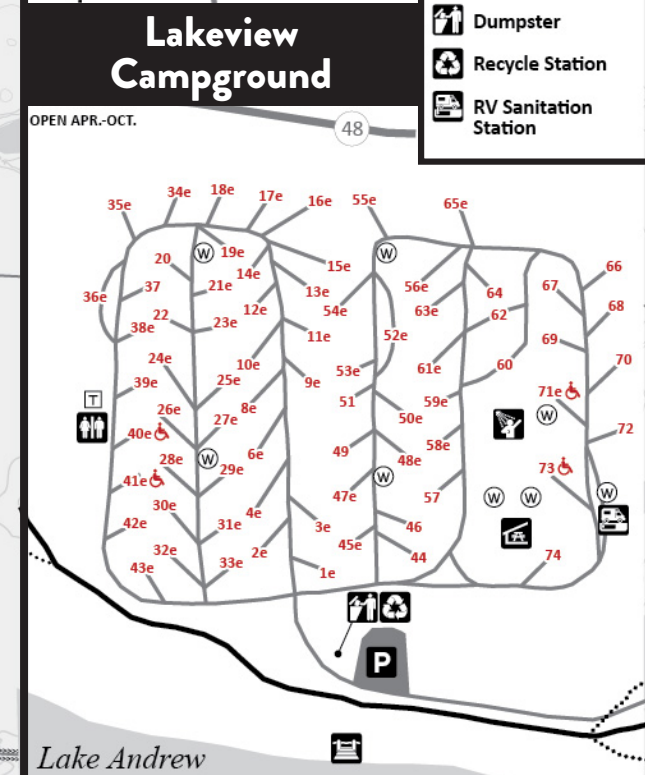 Lakeview
Campground
Dumpster
Recycle Station
RV Sanitation
Station
OPEN APR.-OCT.
48
35e
34e
18e
17e
16e
55e
65e
20
W
19e
14e
15e
W
66
36e
37
21e
13e
56e
64
67
22
12e
54e
63e
62
68
38e
23e
11e
52e
69
24e
10e
53e
61e
60
70
39e
25e
9e
51
59e
71e
T
26e
8e
50e
W
40e
27e
72
28e
W
6e
49
48e
58e
41e
29e
W
73
30e
47e
57
W
W
W
42e
31e
4e
3e
46
32e
2e
45e
44
74
43e
33e
1e
P
Lake Andrew